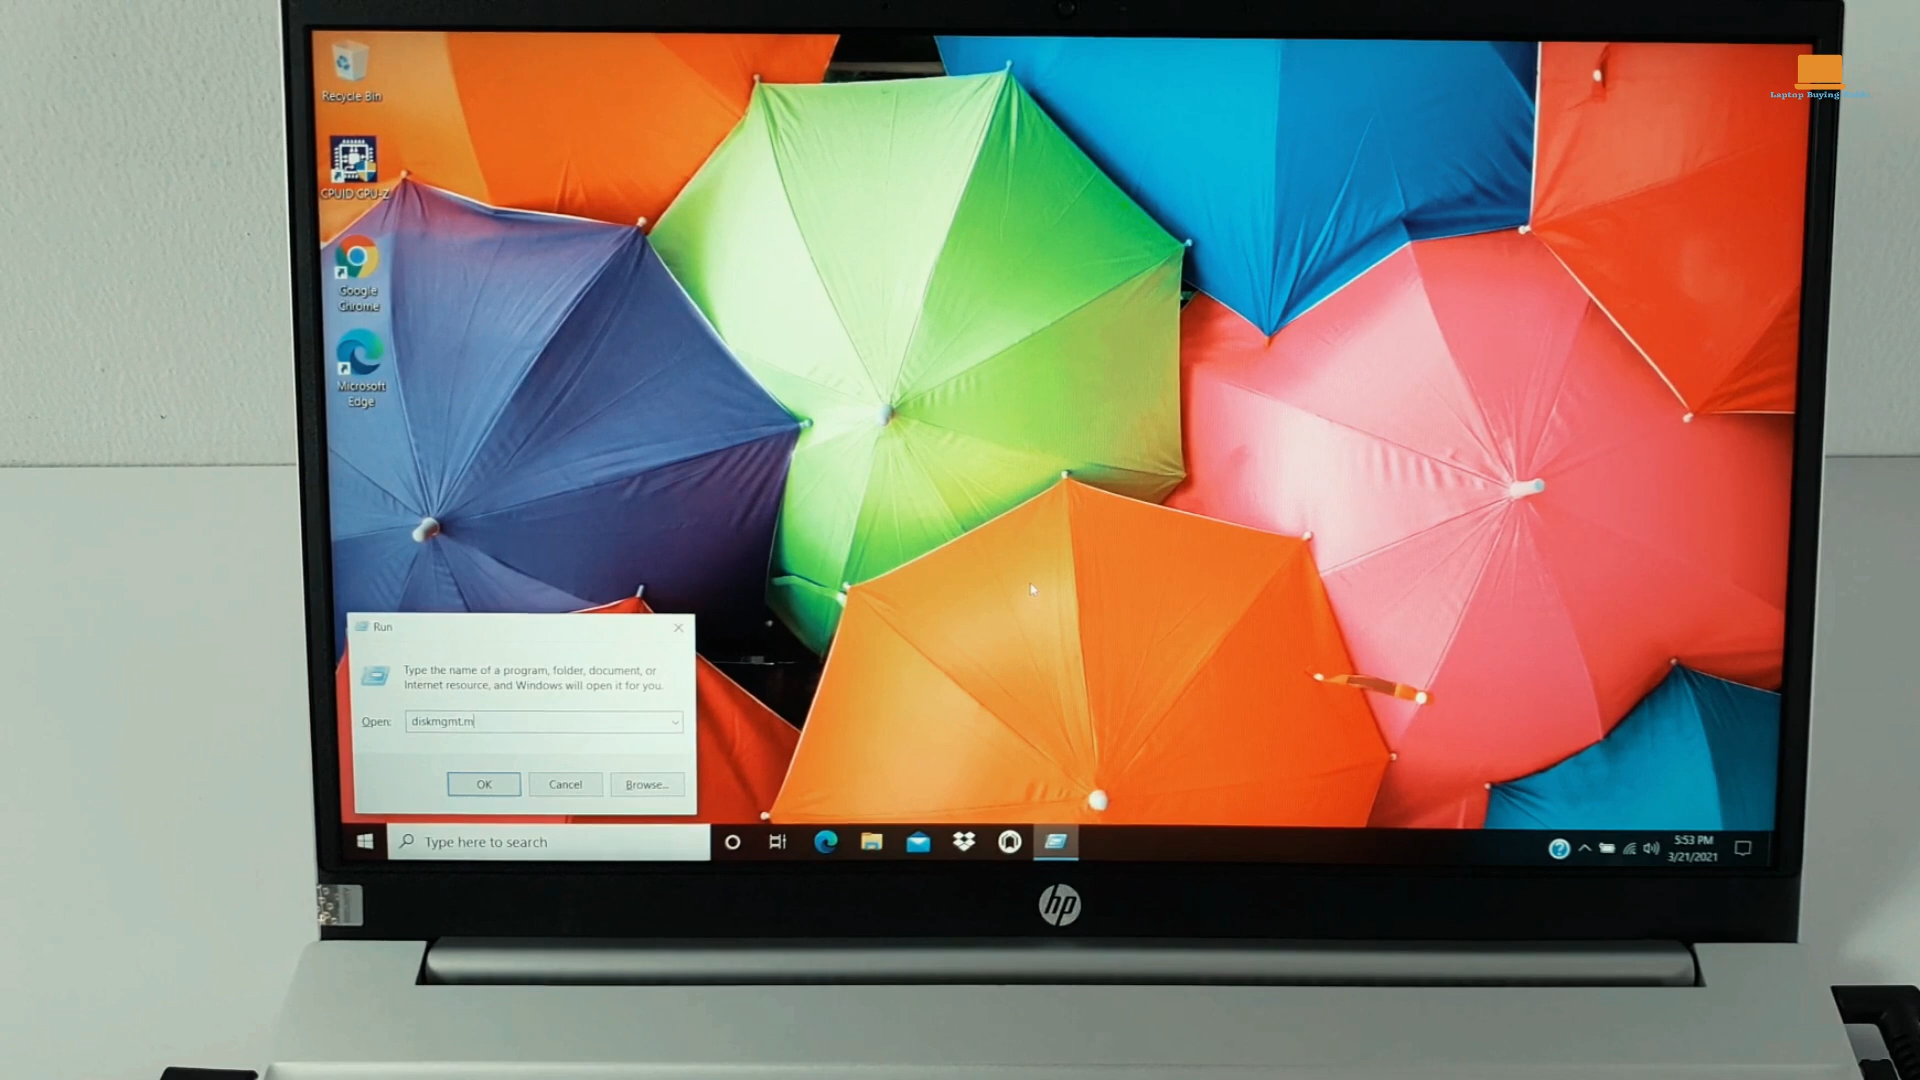 Recycle Bin
CPUID CPU-Z
Google
Chrome
Microsoft
Edge
Laptop Buying
Run
Type the name of a program, folder, document, or
Internet resource, and Windows will open it for you.
Open: diskmgmt.m
OK Cancel Browse...
Type here to search
5:53 PM
3/21/2021
hp